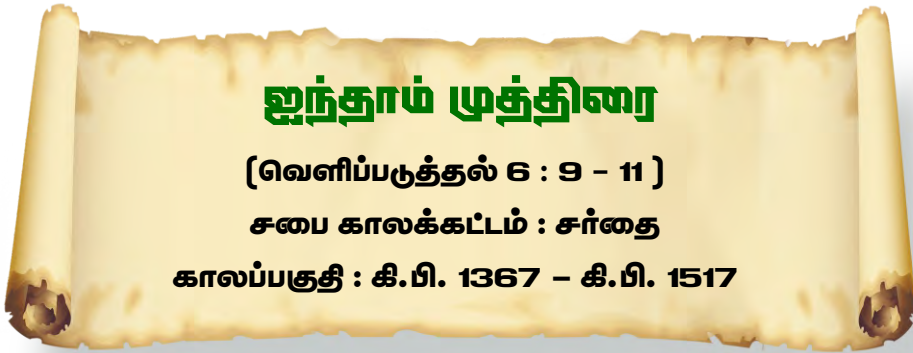 ஐந்தாம் முத்திரை
(வெளிப்படுத்தல் 6 : 9 – 11 )
சபை காலக்கட்டம் : சர்தை
காலப்பகுதி : கி.பி. 1367 – கி.பி. 1517